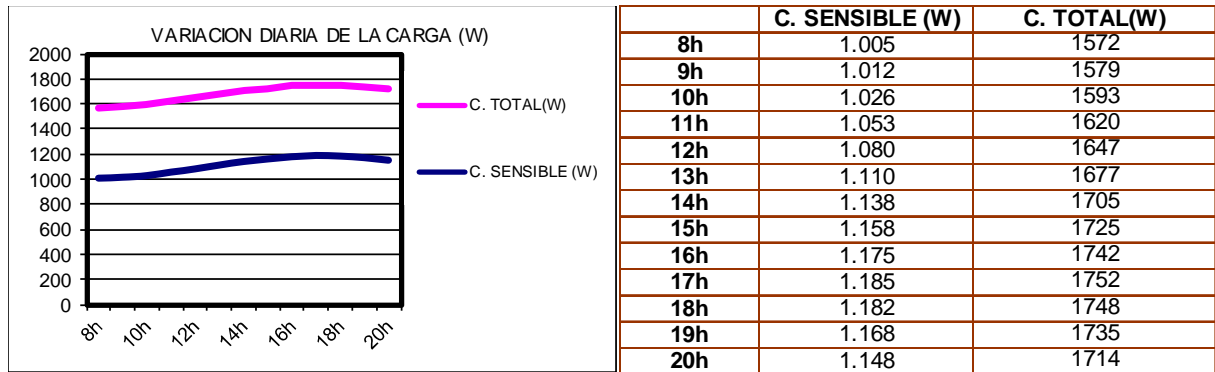 VARIACION DIARIA DE LA CARGA (W)
2000
1800
1600
1400
1200
1000
800
600
400
200
0
8h 10h 12h 14h 16h 18h 20h
C. TOTAL(W)
C. SENSIBLE (W)
C. SENSIBLE (W) C. TOTAL(W)
8h 1.005 1572
9h 1.012 1579
10h 1.026 1593
11h 1.053 1620
12h 1.080 1647
13h 1.110 1677
14h 1.138 1705
15h 1.158 1725
16h 1.175 1742
17h 1.185 1752
18h 1.182 1748
19h 1.168 1735
20h 1.148 1714